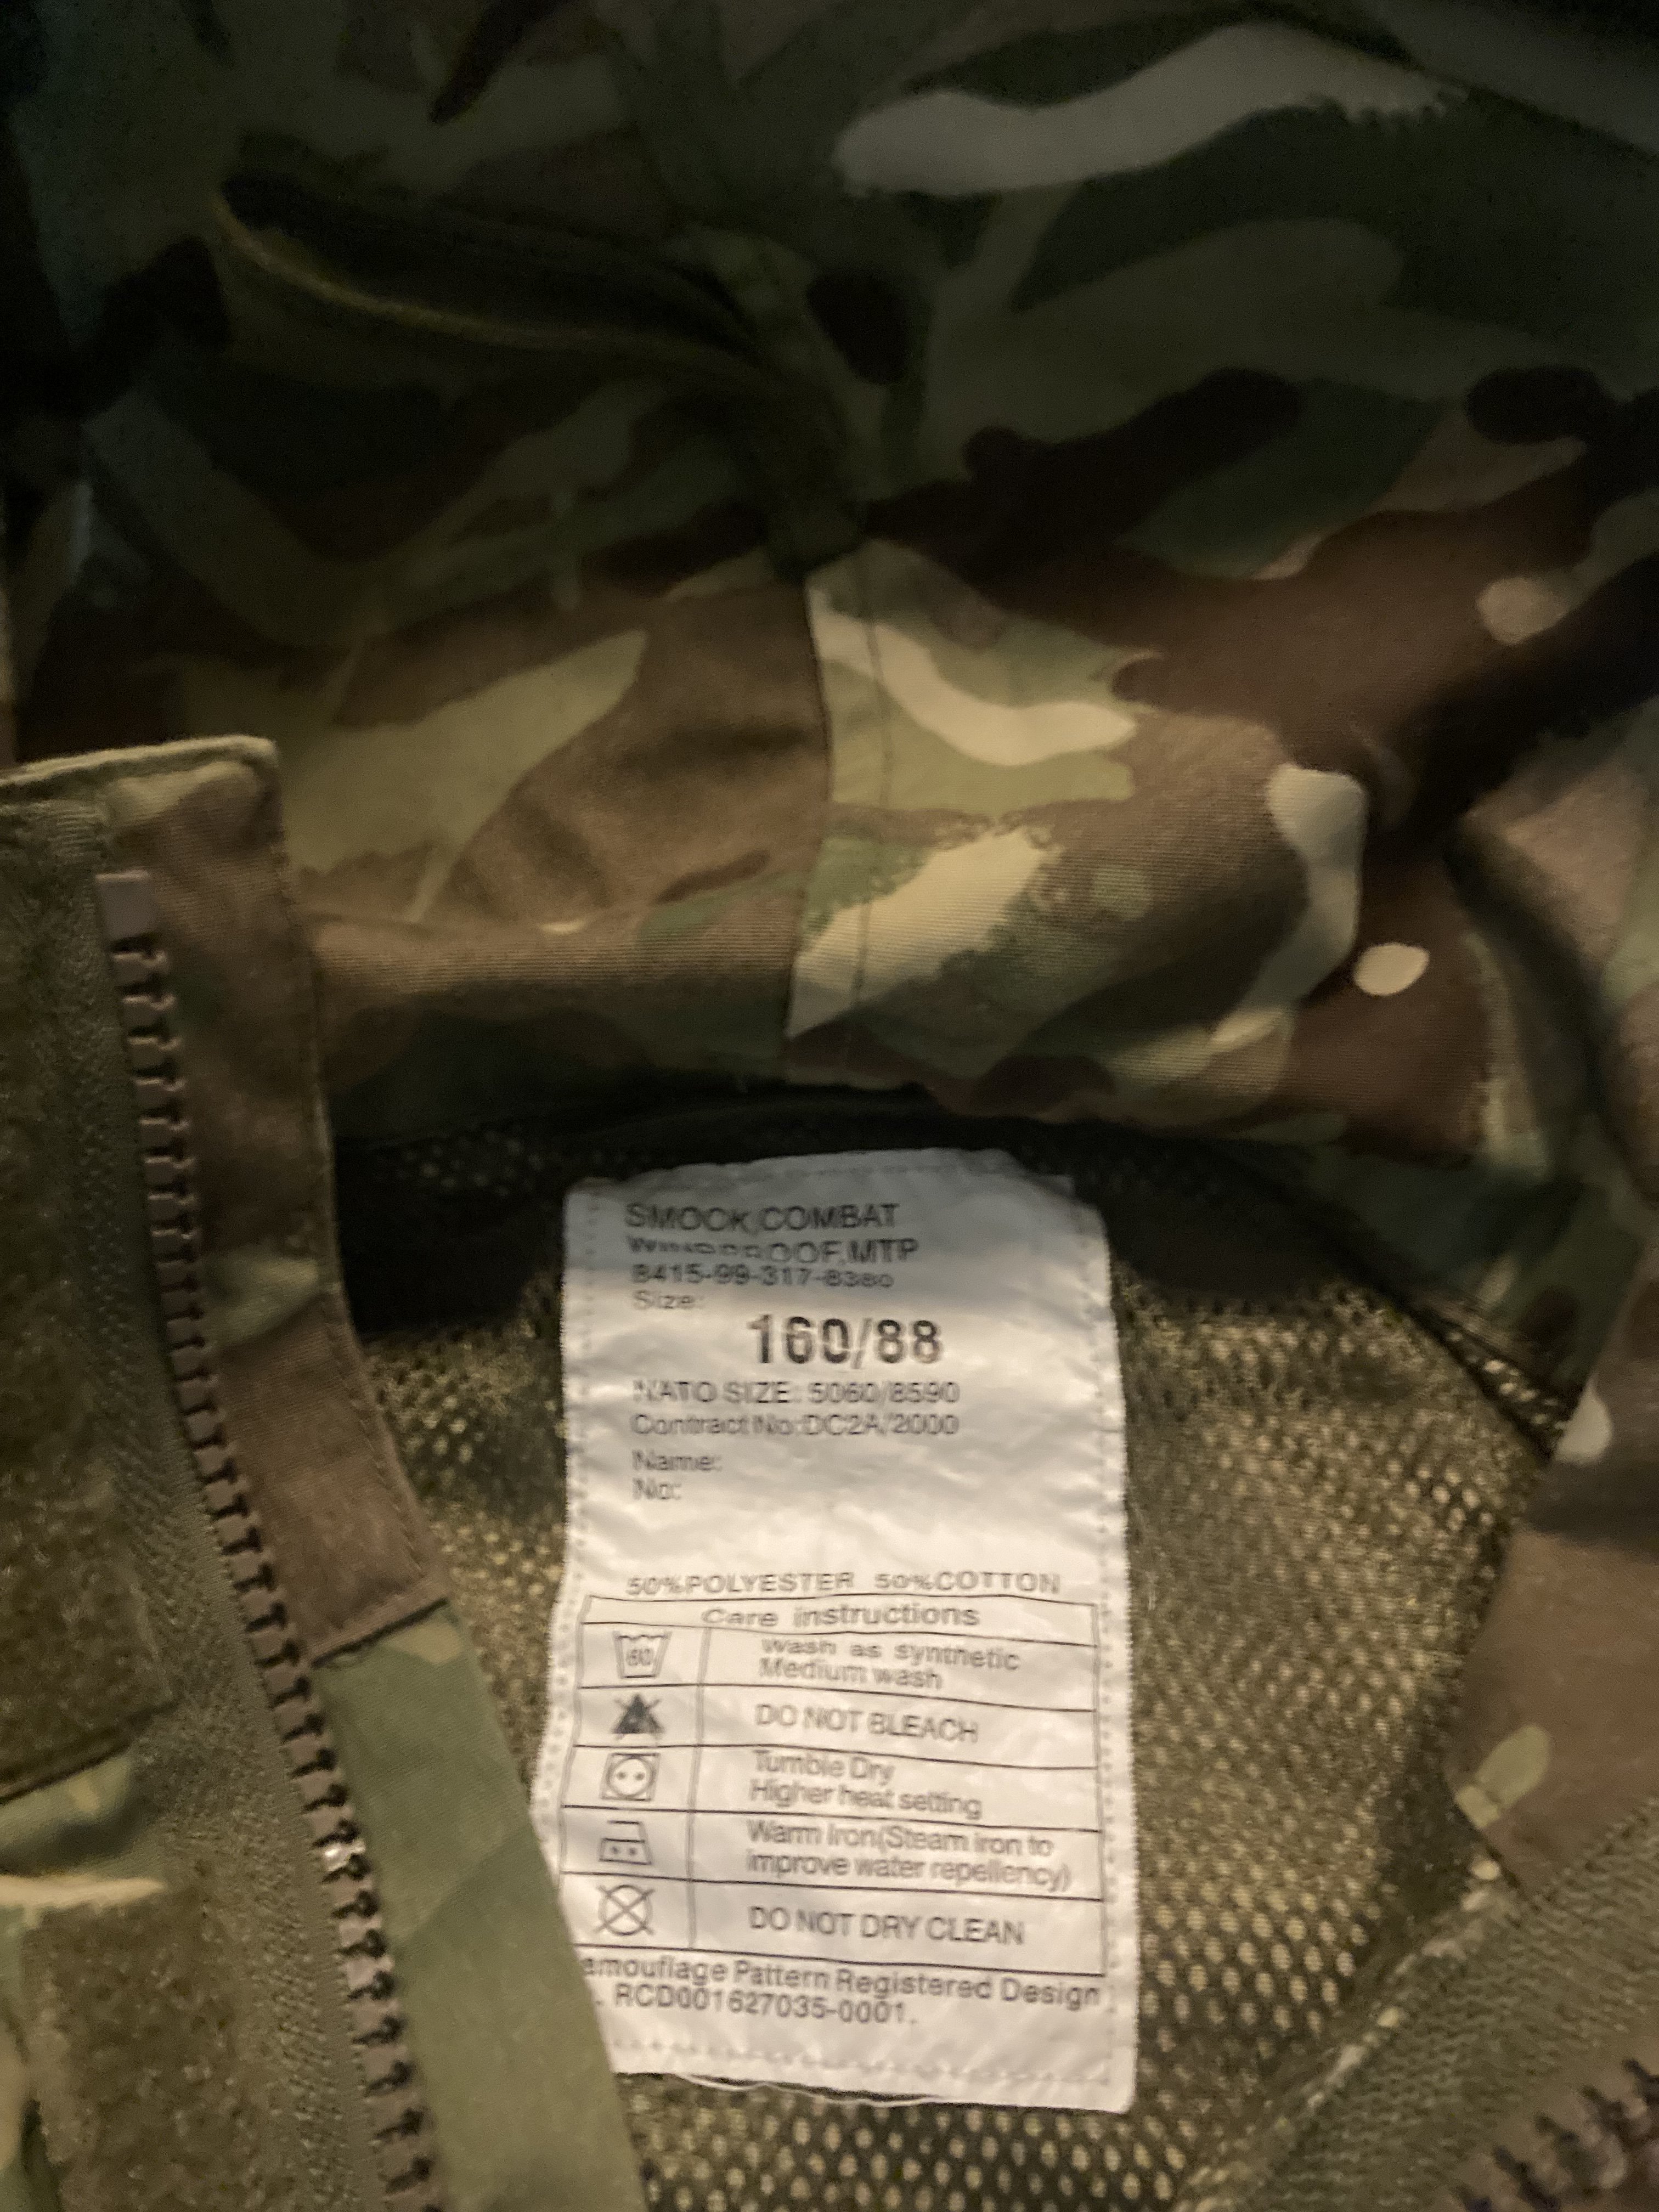 SMOCK,COMBAT
WINDPROOF,MTP
8415-99-317-8380
Size:
160/88
NATO SIZE: 5060/8590
Contract No:DC2A/2000
Name:
No:
50%POLYESTER 50%COTTON
Care instructions
60
Wash as synthetic
Medium wash
DO NOT BLEACH
Tumble Dry
Higher heat setting
Warm Iron(Steam iron to
improve water repellency)
DO NOT DRY CLEAN
amouflage Pattern Registered Design
. RCD001627035-0001.